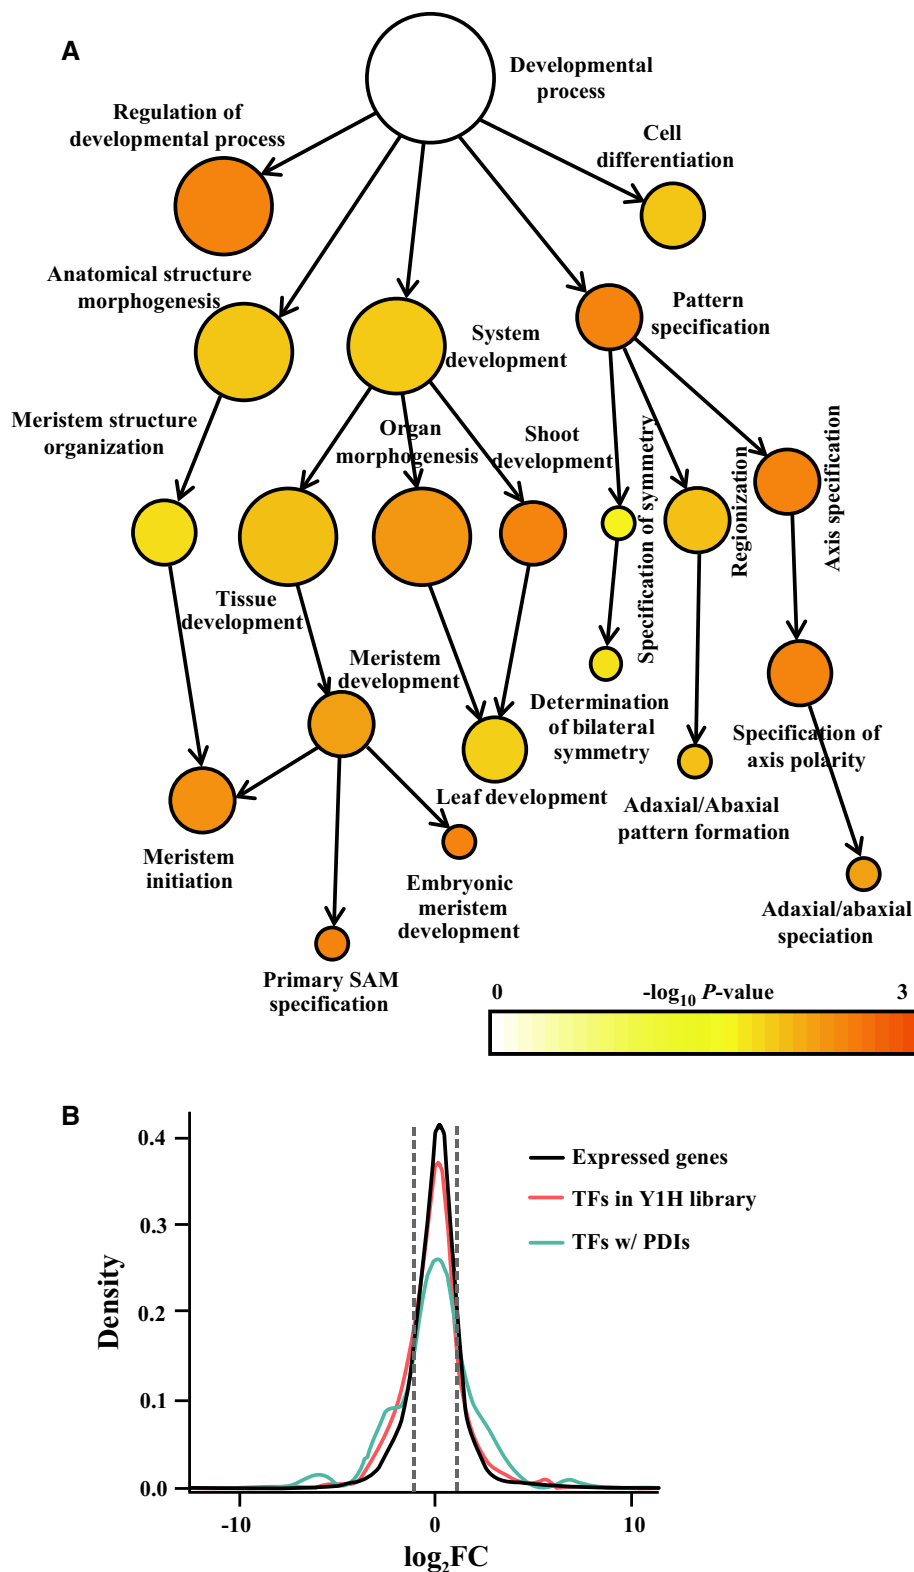 A
Developmental
process
Regulation of
developmental process
Cell
differentiation
Anatomical structure
morphogenesis
Pattern
specification
System
development
Meristem structure
organization
Organ
morphogenesis
Shoot
development
Specification of symmetry
Regionization
Axis specification
Tissue
development
Meristem
development
Determination
of bilateral
symmetry
Specification of
axis polarity
Leaf development
Adaxial/Abaxial
pattern formation
Meristem
initiation
Embryonic
meristem
development
Adaxial/abaxial
speciation
Primary SAM
specification
0 -log10 P-value 3
B
0.4
0.3
0.2
0.1
0.0
Density
Expressed genes
TFs in Y1H library
TFs w/ PDIs
-10 0 10
log2FC